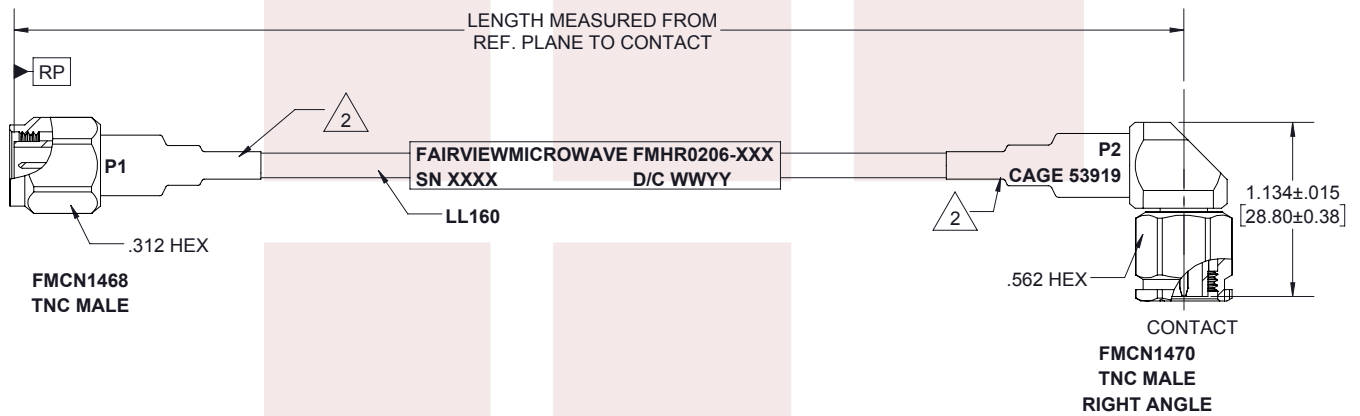 LENGTH MEASURED FROM
REF. PLANE TO CONTACT
RP
2
P1
FAIRVIEWMICROWAVE FMHR0206-XXX
SN XXXX D/C WWYY
P2
CAGE 53919
1.134±.015
[28.80±0.38]
2
LL160
.312 HEX
.562 HEX
FMCN1468
TNC MALE
CONTACT
FMCN1470
TNC MALE
RIGHT ANGLE